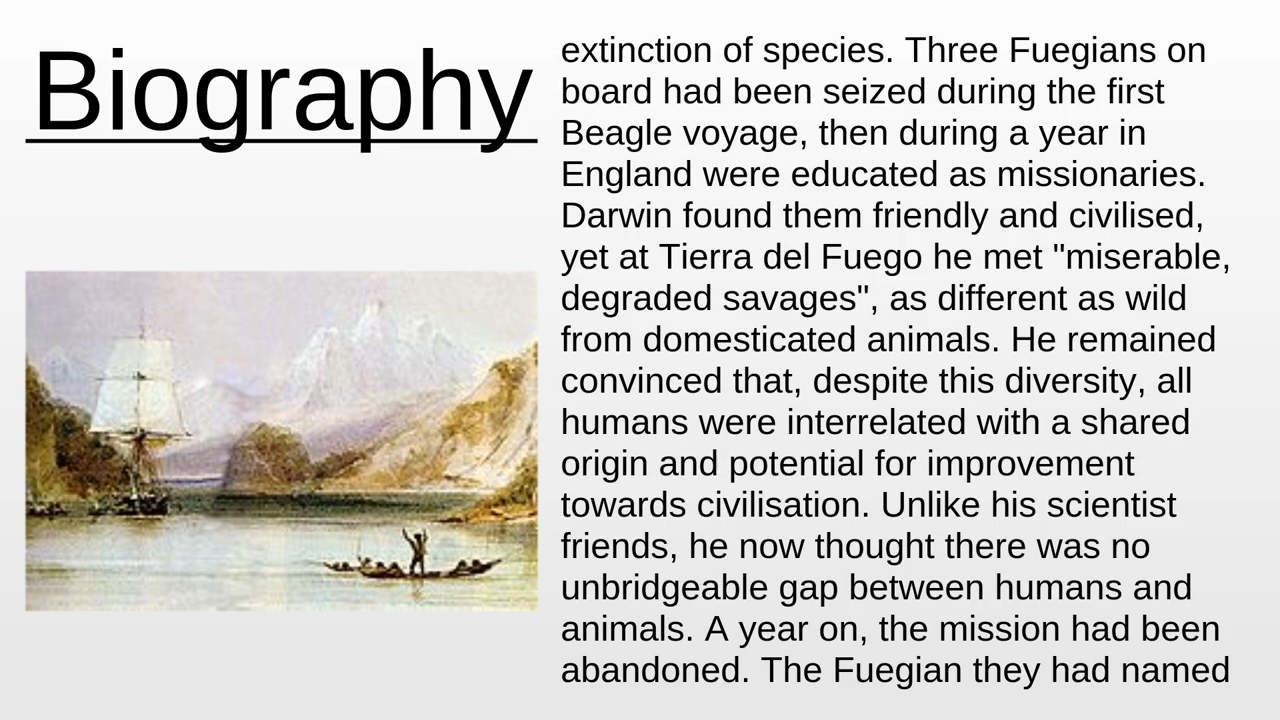 Biography
extinction of species. Three Fuegians on
board had been seized during the first
Beagle voyage, then during a year in
England were educated as missionaries.
Darwin found them friendly and civilised,
yet at Tierra del Fuego he met "miserable,
degraded savages", as different as wild
from domesticated animals. He remained
convinced that, despite this diversity, all
humans were interrelated with a shared
origin and potential for improvement
towards civilisation. Unlike his scientist
friends, he now thought there was no
unbridgeable gap between humans and
animals. A year on, the mission had been
abandoned. The Fuegian they had named